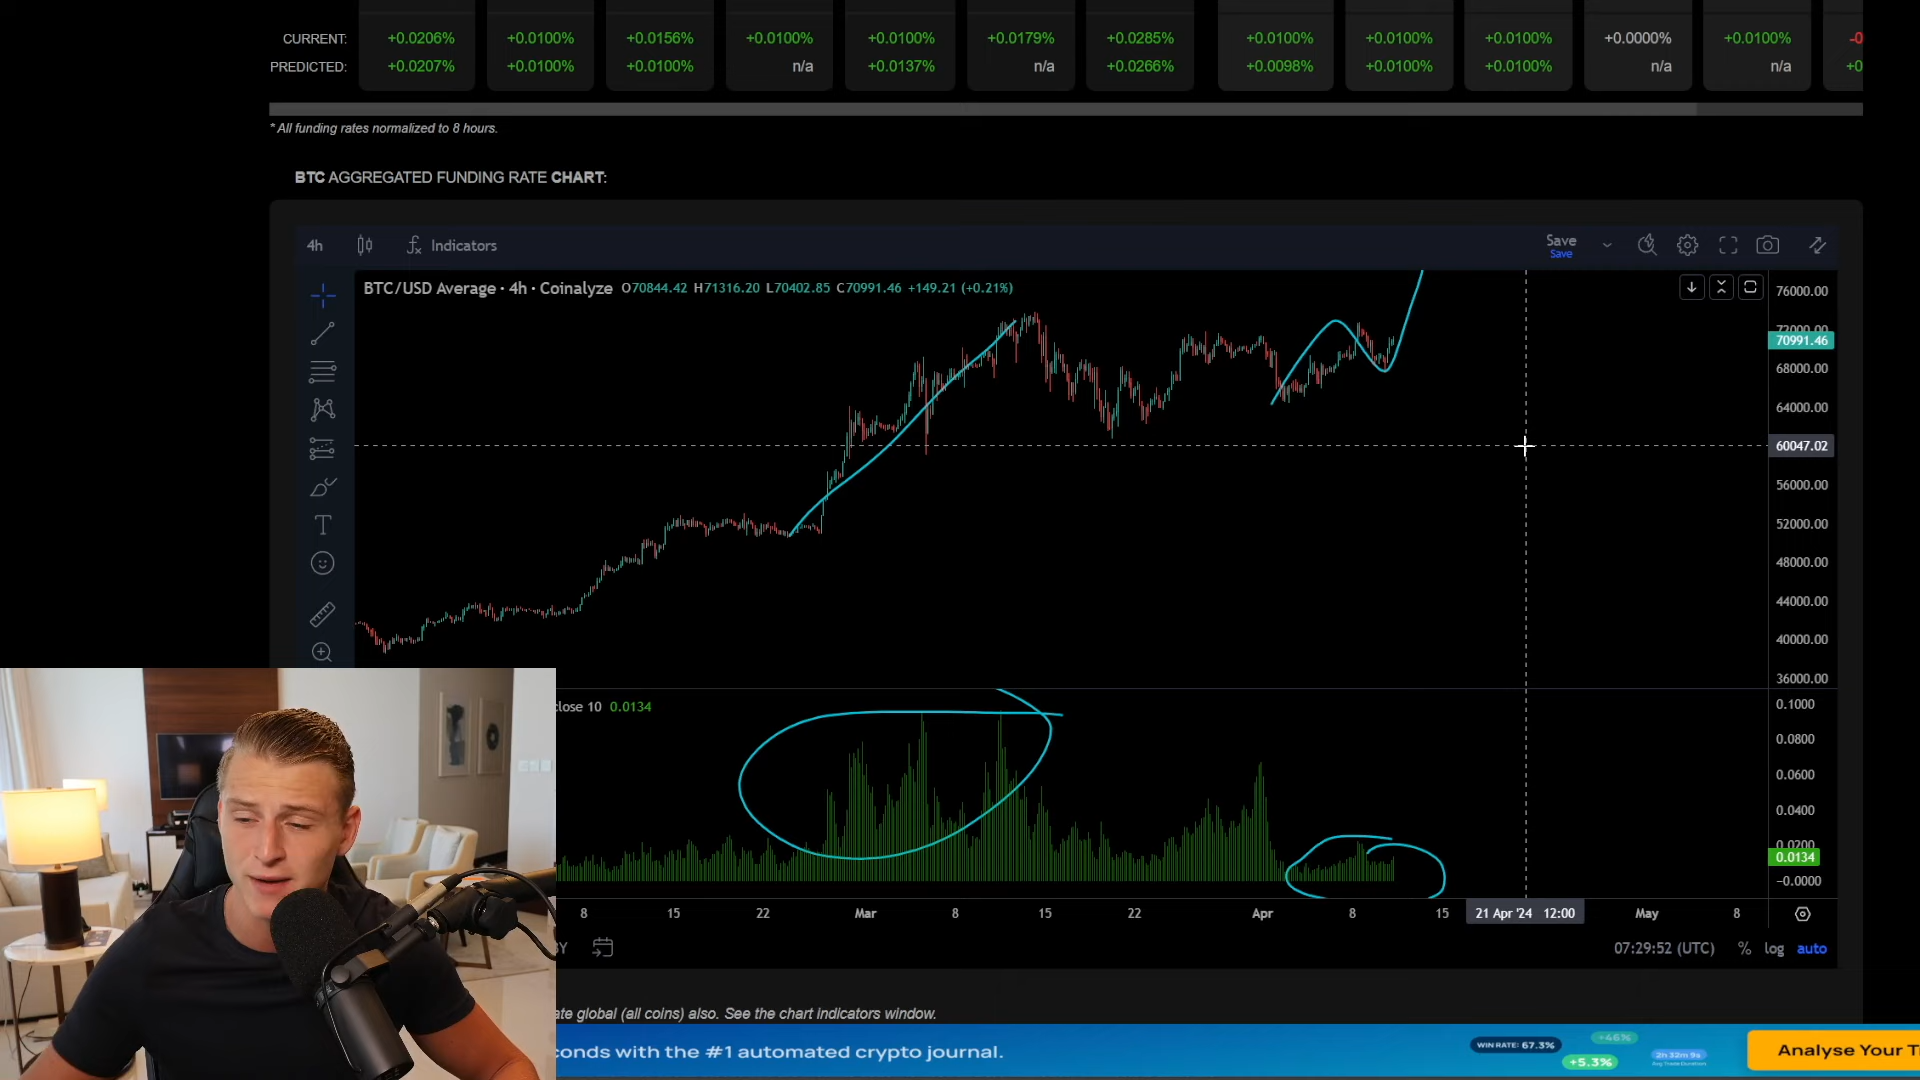 CURRENT: +0.0206% +0.0100% +0.0156% +0.0100% +0.0100% +0.0179% +0.0285% +0.0100% +0.0100% +0.0100% +0.0000% +0.0100% -0
PREDICTED: +0.0207% +0.0100% +0.0100% n/a +0.0137% n/a +0.0266% +0.0098% +0.0100% +0.0100% n/a n/a +0
* All funding rates normalized to 8 hours.
BTC AGGREGATED FUNDING RATE CHART:
4h Indicators Save
Save
BTC/USD Average · 4h · Coinalyze O70844.42 H71316.20 L70402.85 C70991.46 +149.21 (+0.21%)
76000.00
72000.00
70991.46
68000.00
64000.00
60047.02
56000.00
52000.00
48000.00
44000.00
40000.00
36000.00
close 10 0.0134
0.1000
0.0800
0.0600
0.0400
0.0200
0.0134
−0.0000
8 15 22 Mar 8 15 22 Apr 8 15 21 Apr '24 12:00 May 8
07:29:52 (UTC) % log auto
ate global (all coins) also. See the chart indicators window.
conds with the #1 automated crypto journal.
WIN RATE: 67.3%
+46%
+5.3%
2h 32m 9s
Analyse Your T